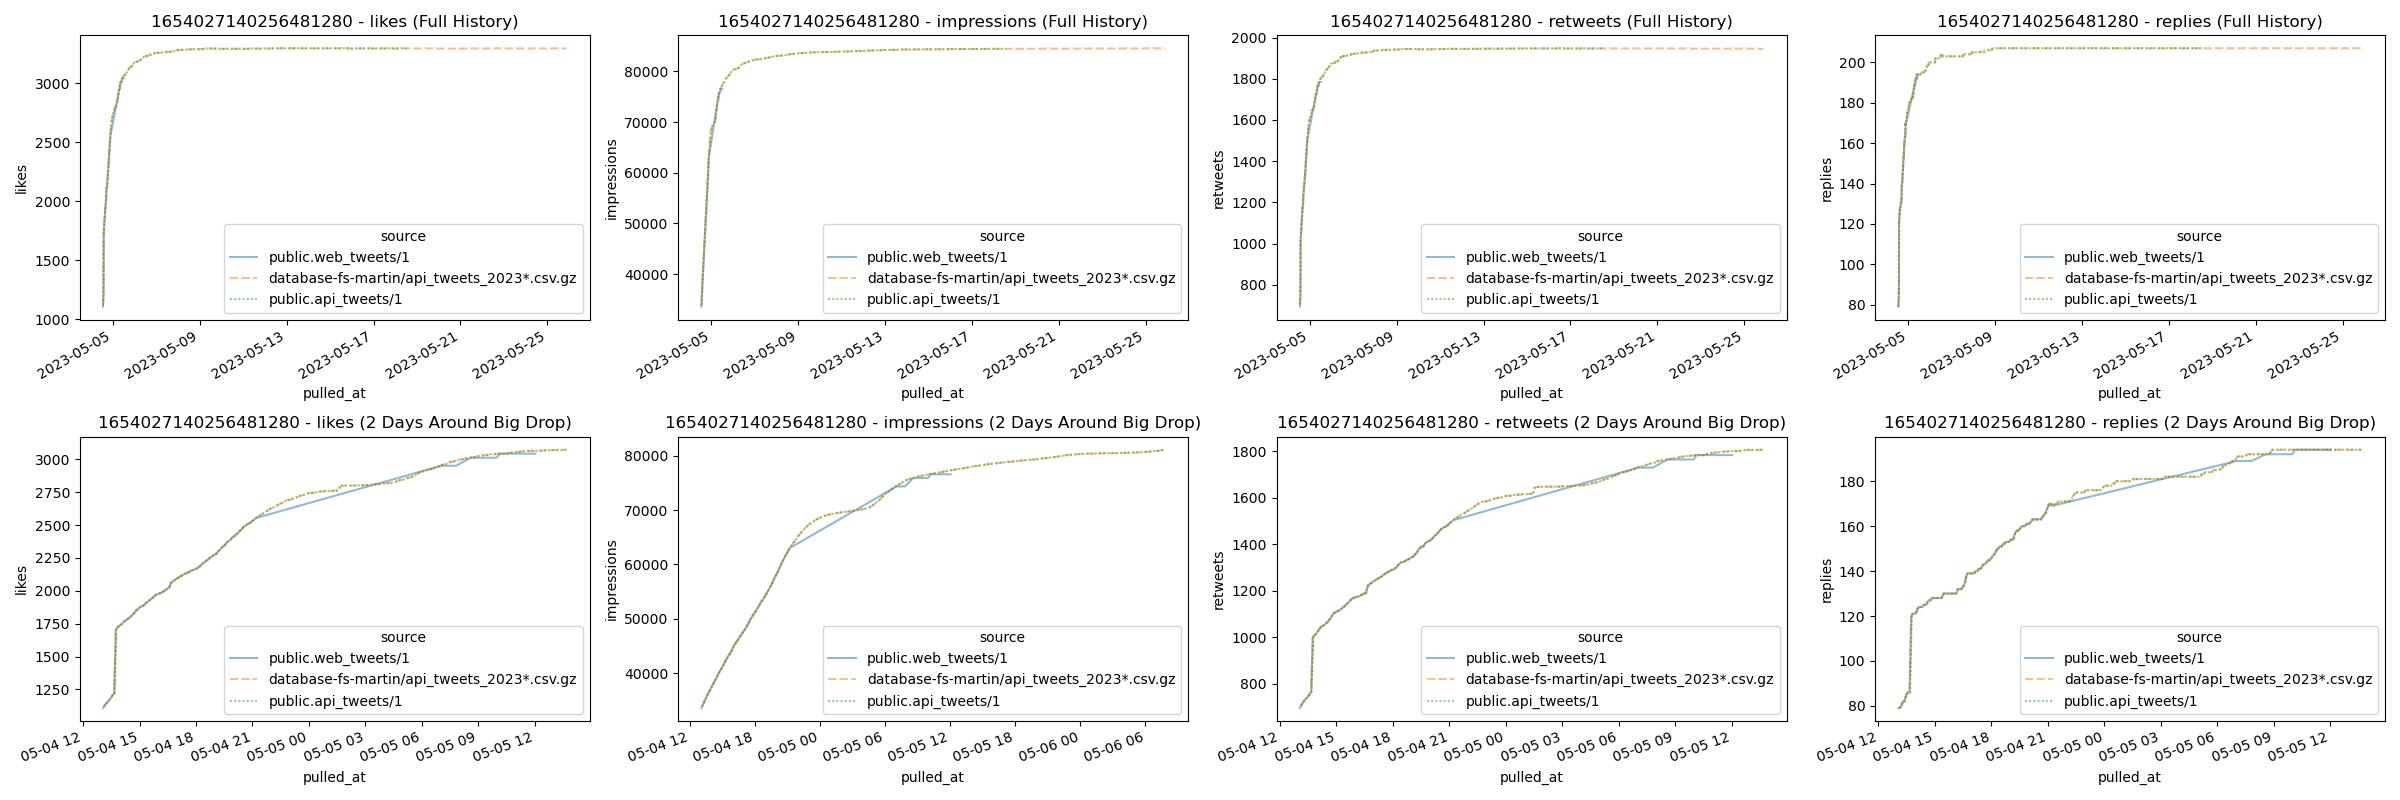 1654027140256481280 - likes (Full History)
likes
3000
2500
2000
1500
1000
source
public.web_tweets/1
database-fs-martin/api_tweets_2023*.csv.gz
public.api_tweets/1
2023-05-05
2023-05-09
2023-05-13
2023-05-17
2023-05-21
2023-05-25
pulled_at
1654027140256481280 - impressions (Full History)
impressions
80000
70000
60000
50000
40000
source
public.web_tweets/1
database-fs-martin/api_tweets_2023*.csv.gz
public.api_tweets/1
2023-05-05
2023-05-09
2023-05-13
2023-05-17
2023-05-21
2023-05-25
pulled_at
1654027140256481280 - retweets (Full History)
retweets
2000
1800
1600
1400
1200
1000
800
source
public.web_tweets/1
database-fs-martin/api_tweets_2023*.csv.gz
public.api_tweets/1
2023-05-05
2023-05-09
2023-05-13
2023-05-17
2023-05-21
2023-05-25
pulled_at
1654027140256481280 - replies (Full History)
replies
200
180
160
140
120
100
80
source
public.web_tweets/1
database-fs-martin/api_tweets_2023*.csv.gz
public.api_tweets/1
2023-05-05
2023-05-09
2023-05-13
2023-05-17
2023-05-21
2023-05-25
pulled_at
1654027140256481280 - likes (2 Days Around Big Drop)
likes
3000
2750
2500
2250
2000
1750
1500
1250
source
public.web_tweets/1
database-fs-martin/api_tweets_2023*.csv.gz
public.api_tweets/1
05-04 12
05-04 15
05-04 18
05-04 21
05-05 00
05-05 03
05-05 06
05-05 09
05-05 12
pulled_at
1654027140256481280 - impressions (2 Days Around Big Drop)
impressions
80000
70000
60000
50000
40000
source
public.web_tweets/1
database-fs-martin/api_tweets_2023*.csv.gz
public.api_tweets/1
05-04 12
05-04 18
05-05 00
05-05 06
05-05 12
05-05 18
05-06 00
05-06 06
pulled_at
1654027140256481280 - retweets (2 Days Around Big Drop)
retweets
1800
1600
1400
1200
1000
800
source
public.web_tweets/1
database-fs-martin/api_tweets_2023*.csv.gz
public.api_tweets/1
05-04 12
05-04 15
05-04 18
05-04 21
05-05 00
05-05 03
05-05 06
05-05 09
05-05 12
pulled_at
1654027140256481280 - replies (2 Days Around Big Drop)
replies
180
160
140
120
100
80
source
public.web_tweets/1
database-fs-martin/api_tweets_2023*.csv.gz
public.api_tweets/1
05-04 12
05-04 15
05-04 18
05-04 21
05-05 00
05-05 03
05-05 06
05-05 09
05-05 12
pulled_at